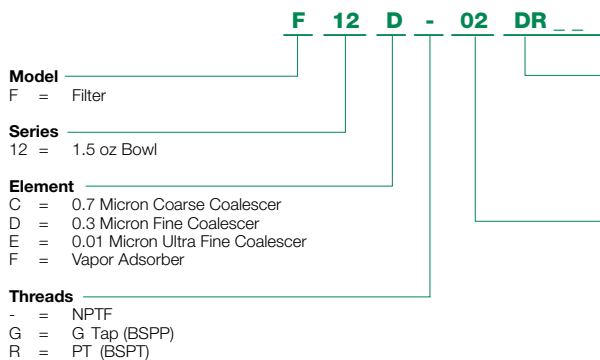 F 12 D - 02 DR _ _
Model
F = Filter
Series
12 = 1.5 oz Bowl
Element
C = 0.7 Micron Coarse Coalescer
D = 0.3 Micron Fine Coalescer
E = 0.01 Micron Ultra Fine Coalescer
F = Vapor Adsorber
Threads
- = NPTF
G = G Tap (BSPP)
R = PT (BSPT)